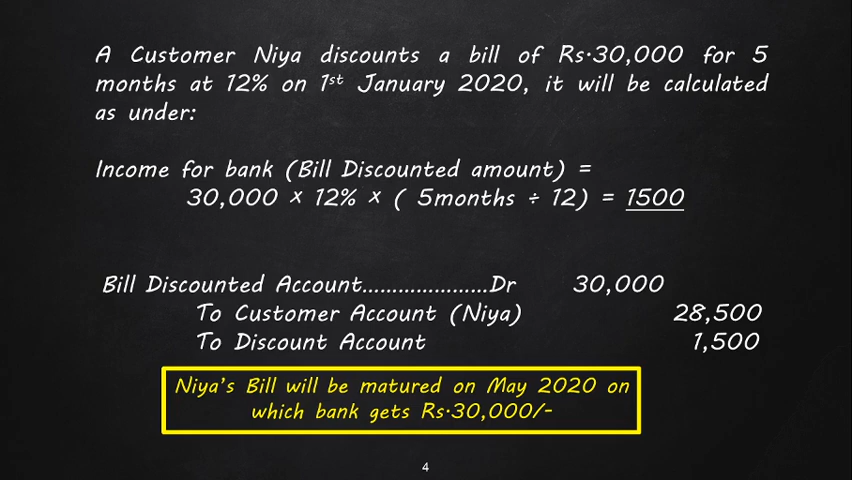 A Customer Niya discounts a bill of Rs.30,000 for 5
months at 12% on 1st January 2020, it will be calculated
as under:
Income for bank (Bill Discounted amount) =
30,000 × 12% × ( 5months ÷ 12) = 1500
Bill Discounted Account.....................Dr 30,000
To Customer Account (Niya) 28,500
To Discount Account 1,500
Niya's Bill will be matured on May 2020 on
which bank gets Rs.30,000/-
4